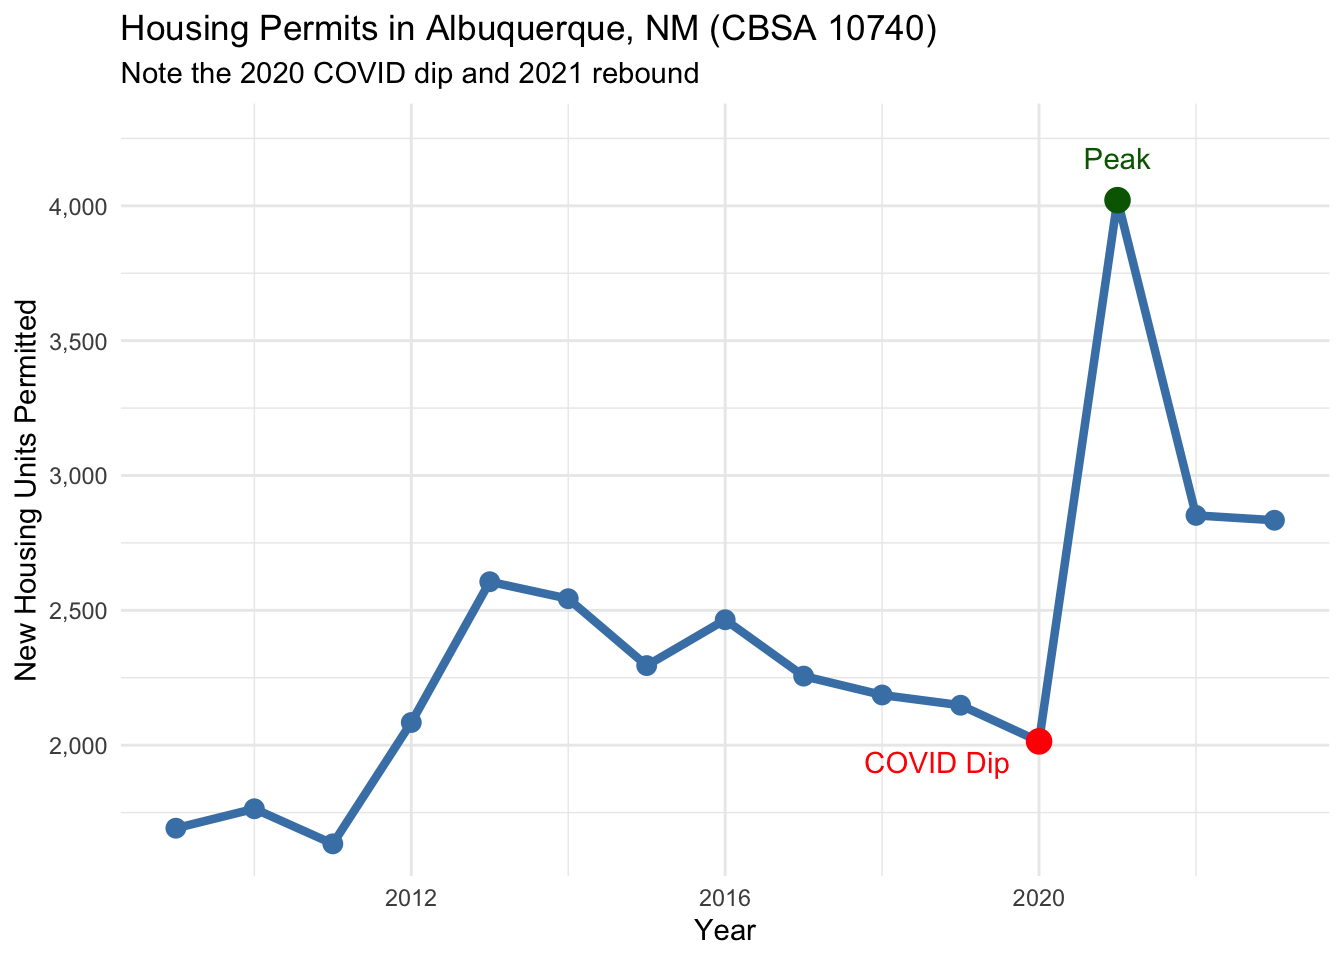 Housing Permits in Albuquerque, NM (CBSA 10740)
Note the 2020 COVID dip and 2021 rebound
New Housing Units Permitted
4,000
3,500
3,000
2,500
2,000
Peak
COVID Dip
2012
2016
2020
Year